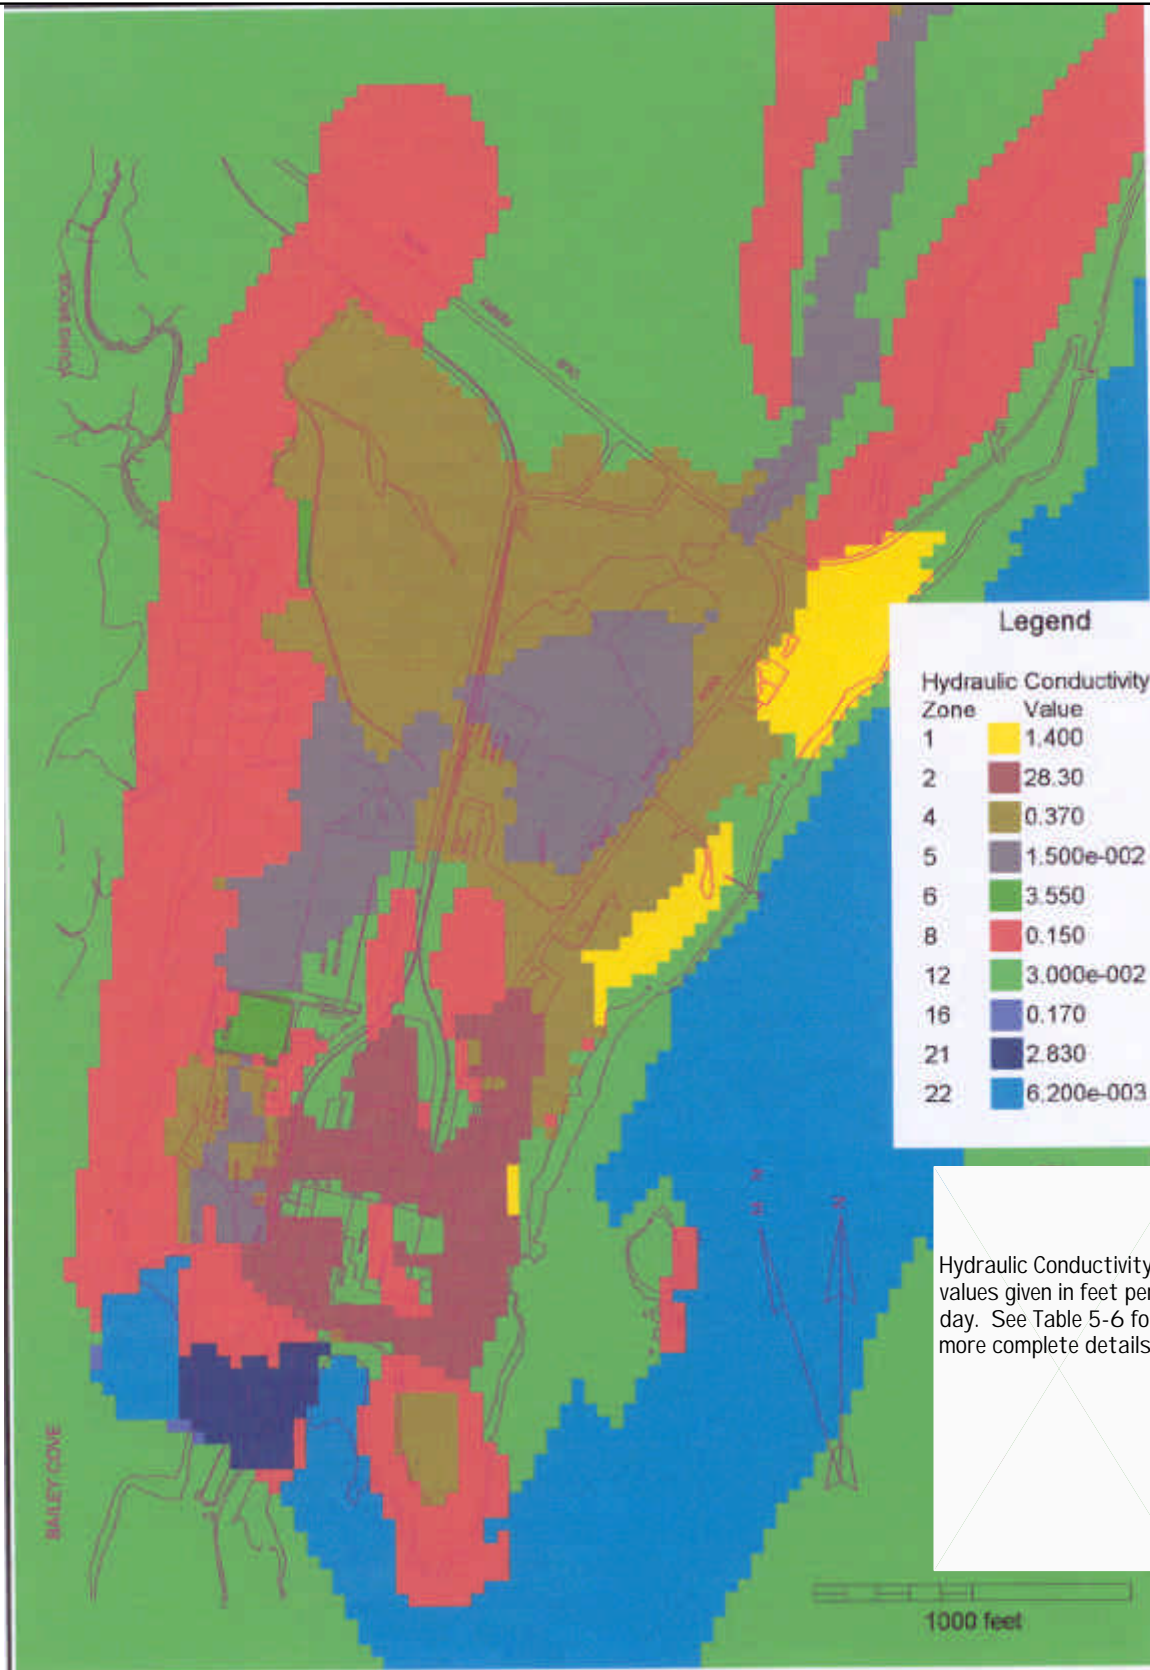 YOUNG BROOK
Legend
Hydraulic Conductivity
Zone Value
1 1.400
2 28.30
4 0.370
5 1.500e-002
6 3.550
8 0.150
12 3.000e-002
16 0.170
21 2.830
22 6.200e-003
Hydraulic Conductivity
values given in feet per
day. See Table 5-6 fo
more complete details
N
BAILEY COVE
1000 feet